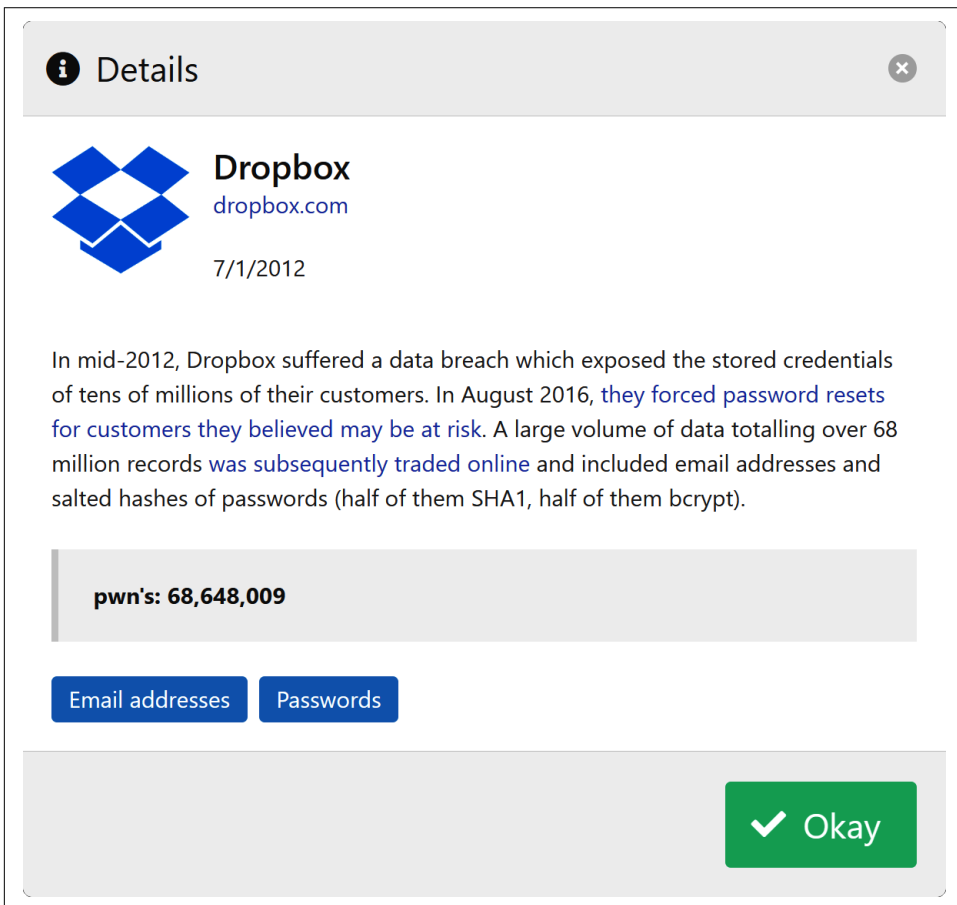 Details
Dropbox
dropbox.com
7/1/2012
In mid-2012, Dropbox suffered a data breach which exposed the stored credentials
of tens of millions of their customers. In August 2016, they forced password resets
for customers they believed may be at risk. A large volume of data totalling over 68
million records was subsequently traded online and included email addresses and
salted hashes of passwords (half of them SHA1, half of them bcrypt).
pwn's: 68,648,009
Email addresses Passwords
Okay